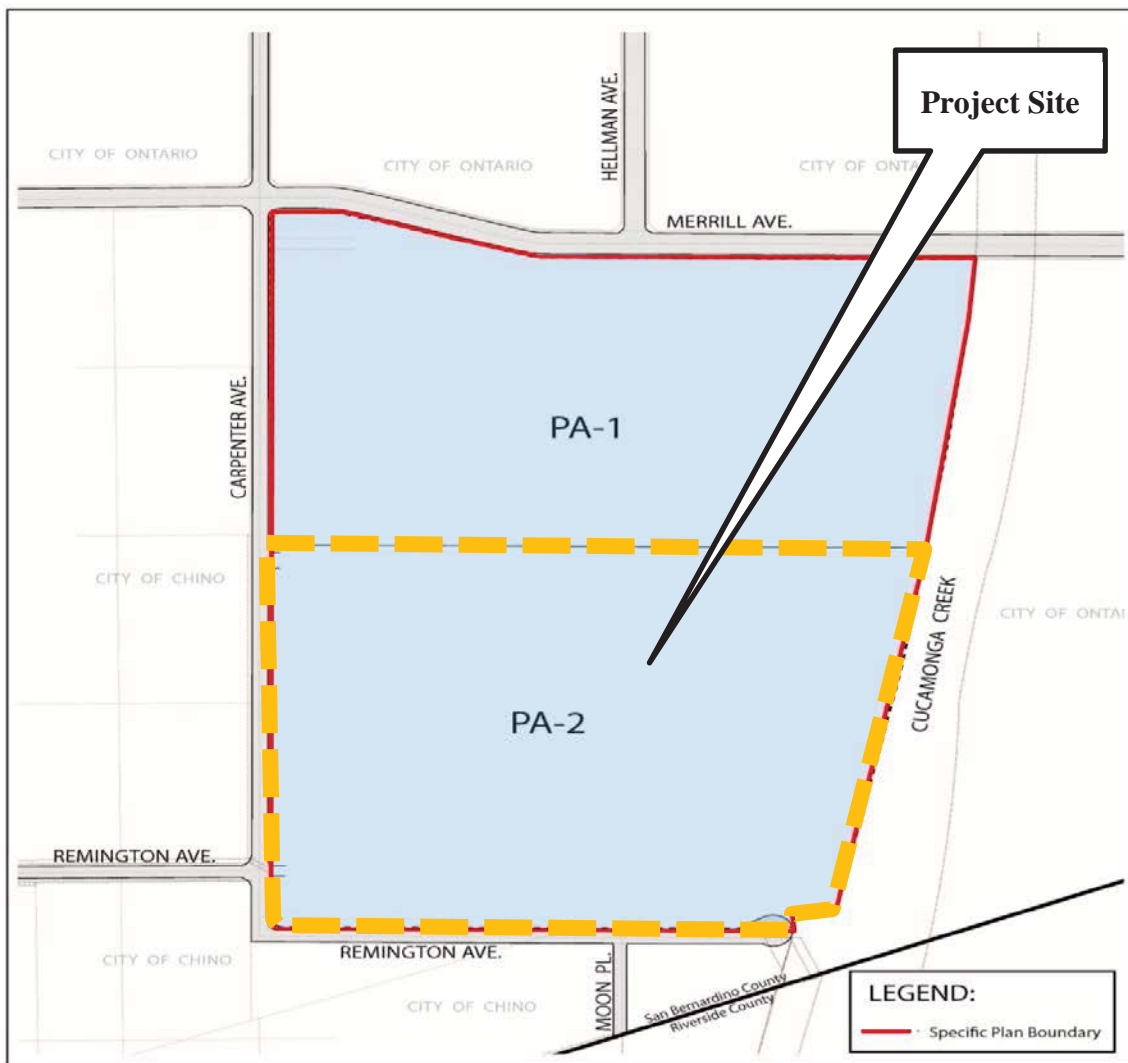 HELLMAN AVE.
Project Site
CITY OF ONTARIO
CITY OF ONTARIO
CITY OF ONTA
MERRILL AVE.
CARPENTER AVE.
PA-1
CITY OF CHINO
CUCAMONGA CREEK
CITY OF ONTAI
PA-2
REMINGTON AVE.
REMINGTON AVE.
CITY OF CHINO
MOON PL.
CITY OF CHINO
San Bernardino County
Riverside County
LEGEND:
Specific Plan Boundary